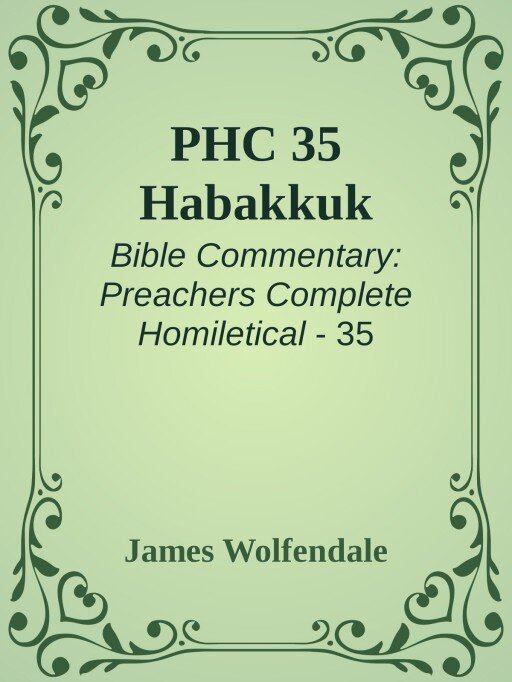 PHC 35
Habakkuk
Bible Commentary:
Preachers Complete
Homiletical - 35
James Wolfendale